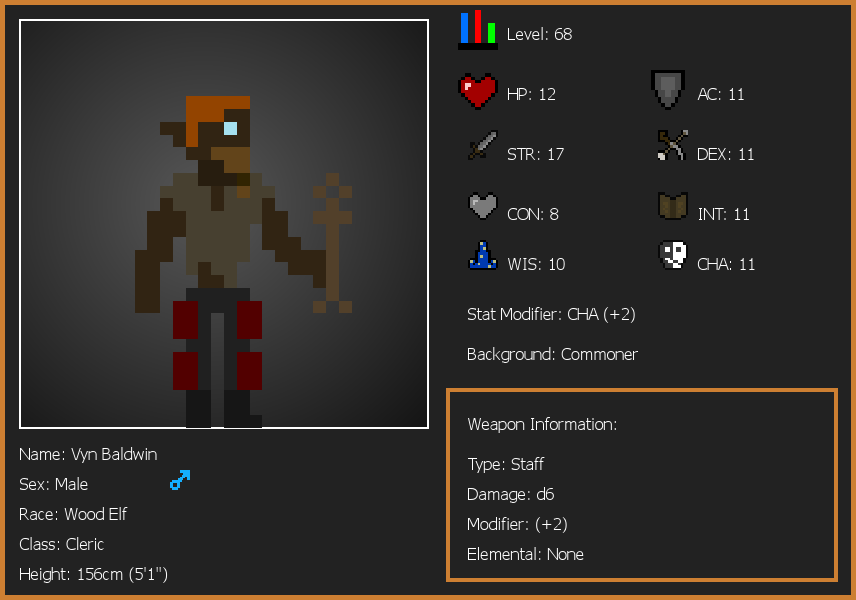 Level: 68
HP: 12
AC: 11
STR: 17
DEX: 11
CON: 8
INT: 11
WIS: 10
CHA: 11
Stat Modifier: CHA (+2)
Background: Commoner
Weapon Information:
Type: Staff
Damage: d6
Modifier: (+2)
Elemental: None
Name: Vyn Baldwin
Sex: Male
Race: Wood Elf
Class: Cleric
Height: 156cm (5'1")